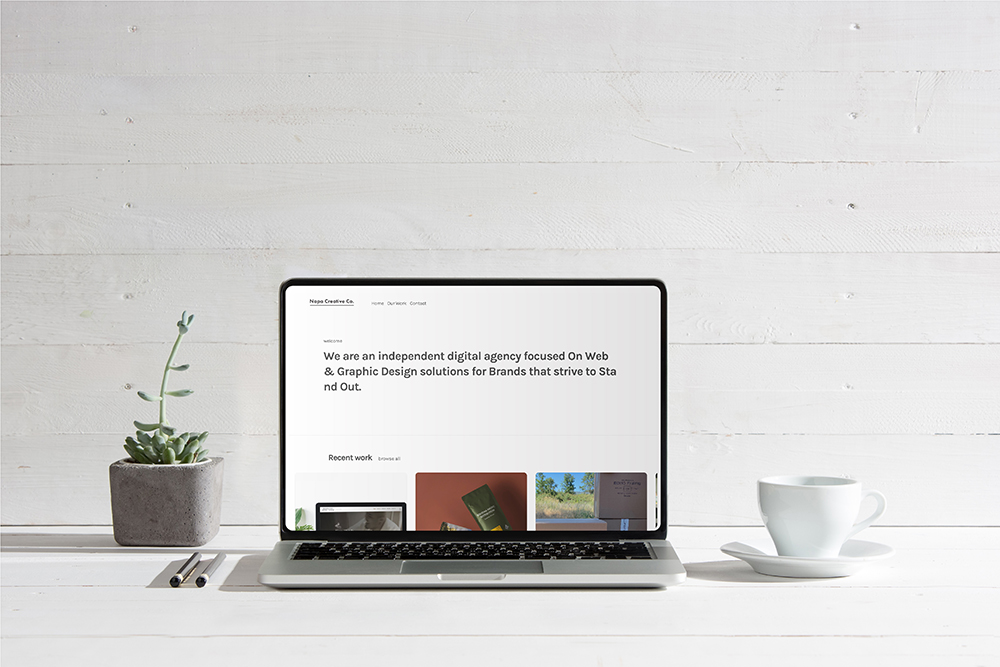 Napa Creative Co.
Home Our Work Contact
welcome
We are an independent digital agency focused On Web
& Graphic Design solutions for Brands that strive to Sta
nd Out.
Recent work browse all